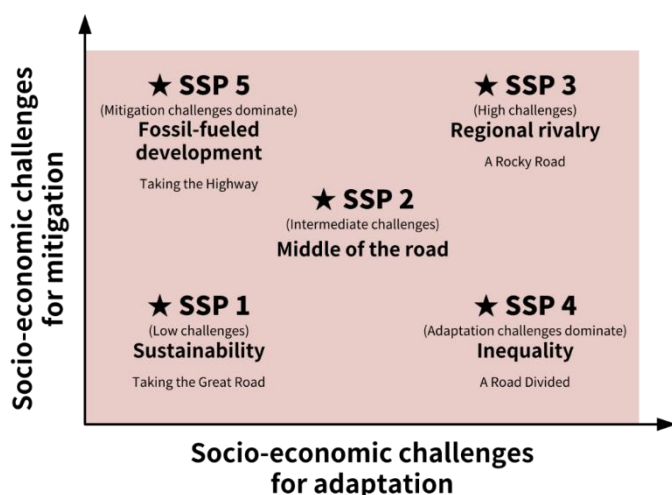 Socio-economic challenges
for mitigation
★ SSP 5
(Mitigation challenges dominate)
Fossil-fueled
development
Taking the Highway
★ SSP 3
(High challenges)
Regional rivalry
A Rocky Road
★ SSP 2
(Intermediate challenges)
Middle of the road
★ SSP 1
(Low challenges)
Sustainability
Taking the Great Road
★ SSP 4
(Adaptation challenges dominate)
Inequality
A Road Divided
Socio-economic challenges
for adaptation